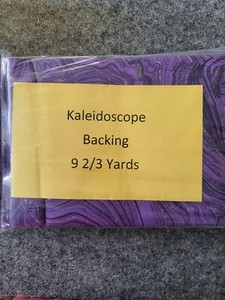 Kaleidoscope
Backing
9 2/3 Yards